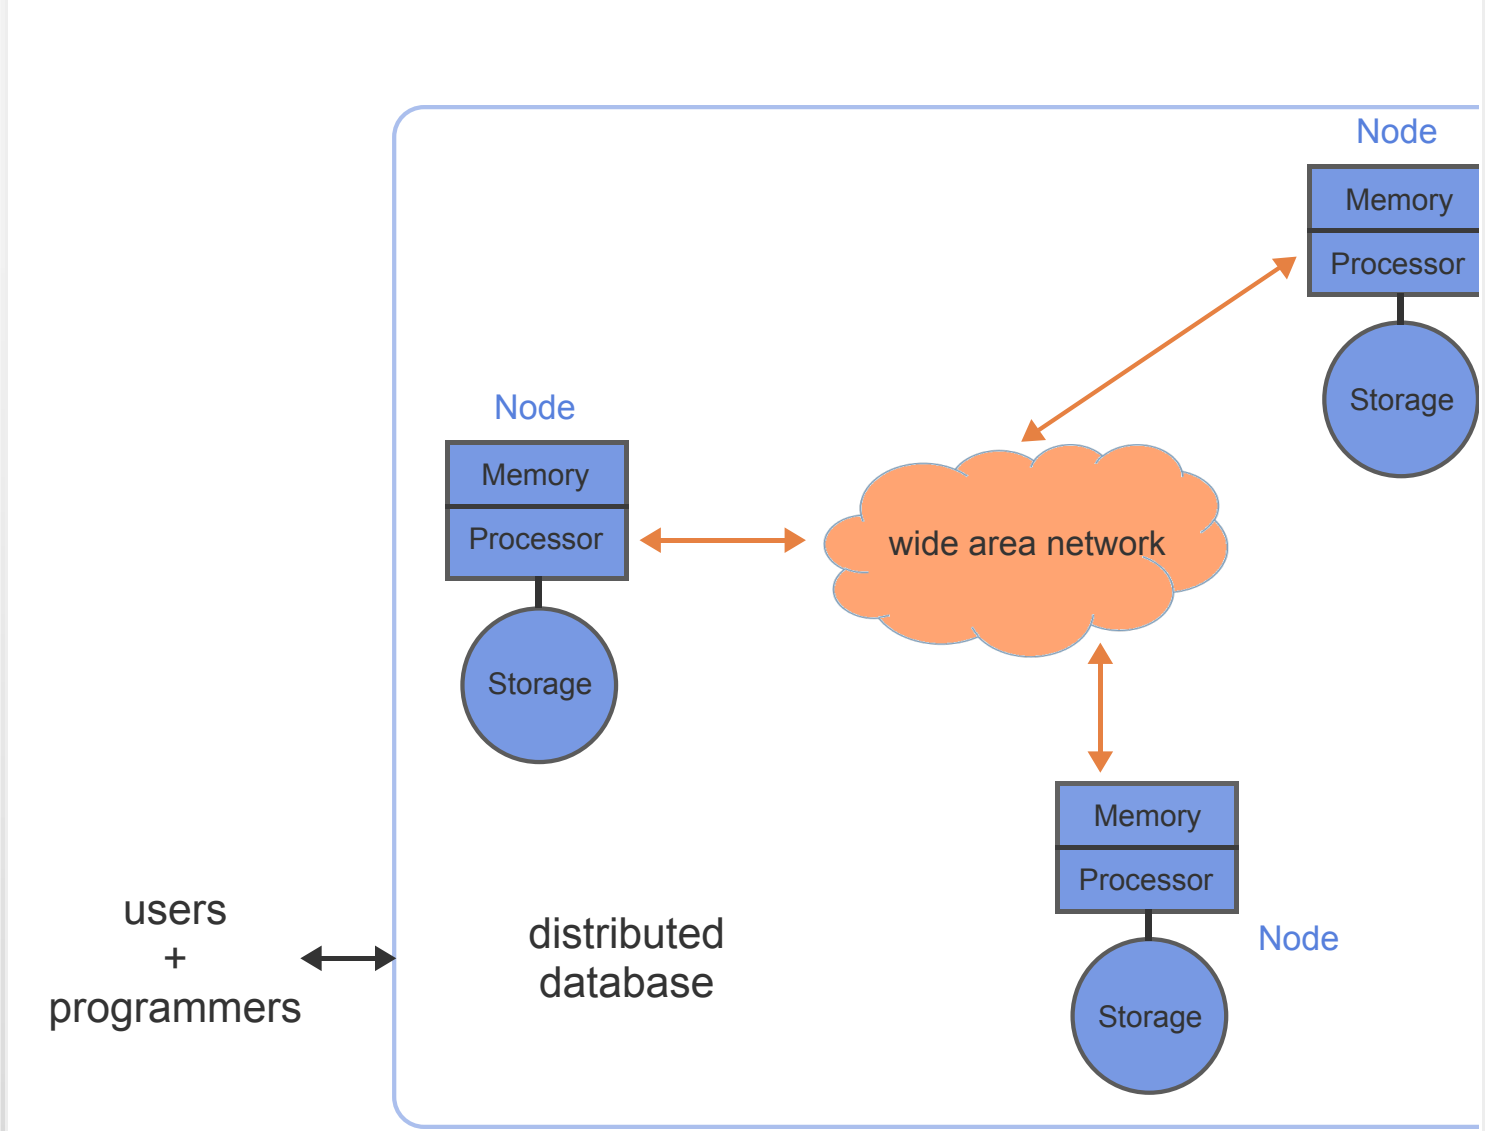 Node
Memory
Processor
Storage
Node
Memory
Processor
Storage
wide area network
Memory
Processor
Node
Storage
users
+
programmers
distributed
database